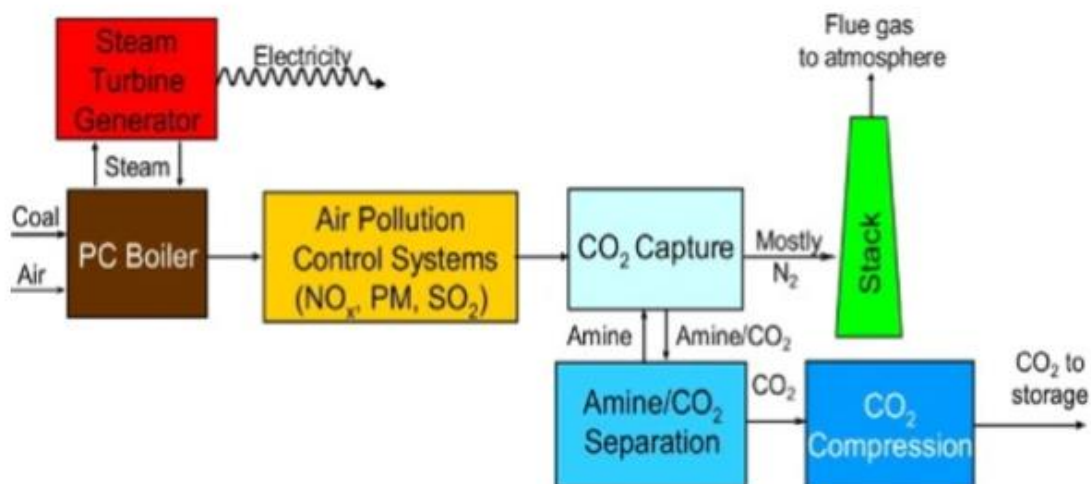 Steam
Turbine
Generator
Electricity
Flue gas
to atmosphere
Steam
Coal
Air
PC Boiler
Air Pollution
Control Systems
(NOₓ, PM, SO₂)
CO₂ Capture
Mostly
N₂
Stack
Amine
Amine/CO₂
Amine/CO₂
Separation
CO₂
CO₂
Compression
CO₂ to
storage